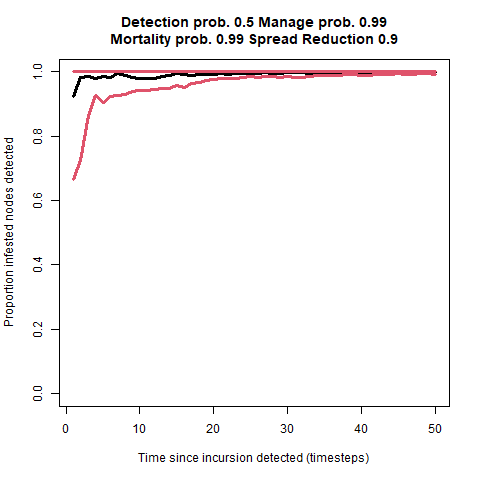 Detection prob. 0.5 Manage prob. 0.99
Mortality prob. 0.99 Spread Reduction 0.9
Proportion infested nodes detected
1.0
0.8
0.6
0.4
0.2
0.0
0 10 20 30 40 50
Time since incursion detected (timesteps)